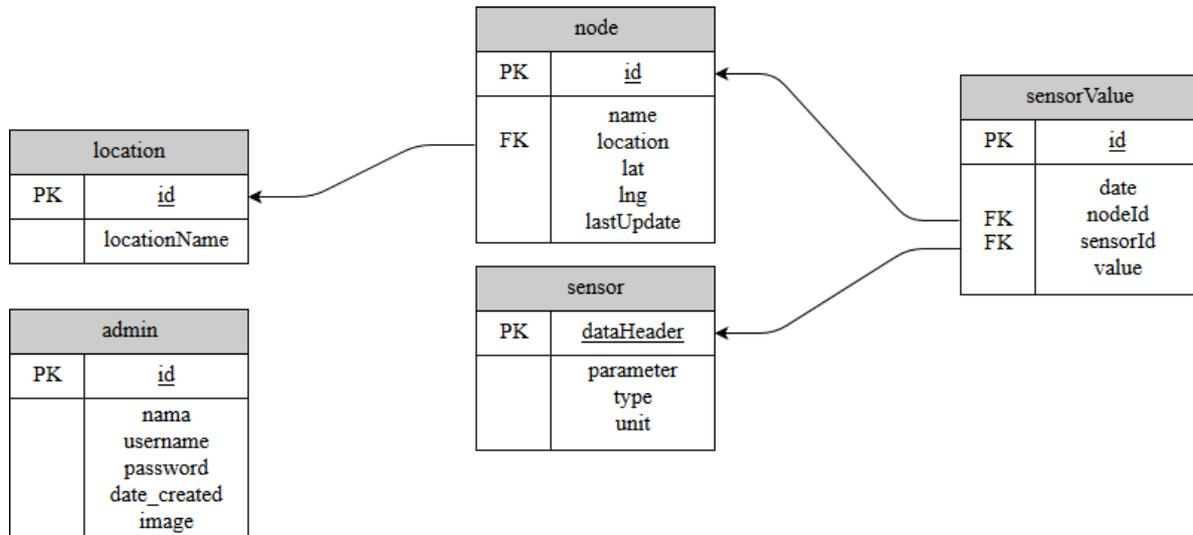 node
PK id
name
FK location
lat
lng
lastUpdate
location
PK id
locationName
sensorValue
PK id
date
FK nodeId
FK sensorId
value
sensor
PK dataHeader
parameter
type
unit
admin
PK id
nama
username
password
date_created
image